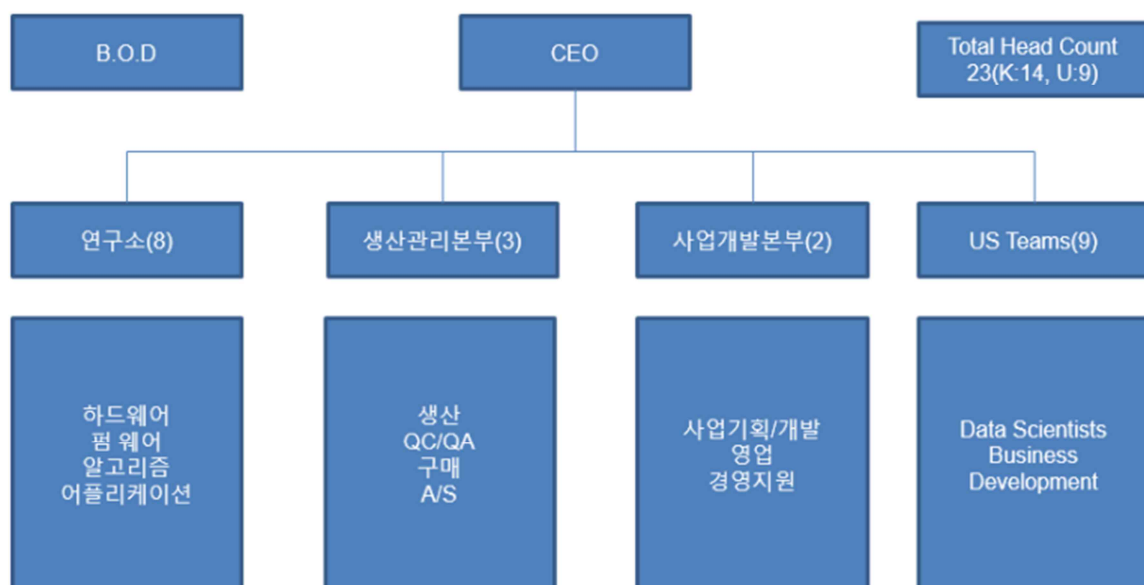 B.O.D
CEO
Total Head Count
23(K:14, U:9)
연구소(8)
생산관리본부(3)
사업개발본부(2)
US Teams(9)
하드웨어
펌 웨어
알고리즘
어플리케이션
생산
QC/QA
구매
A/S
사업기획/개발
영업
경영지원
Data Scientists
Business
Development